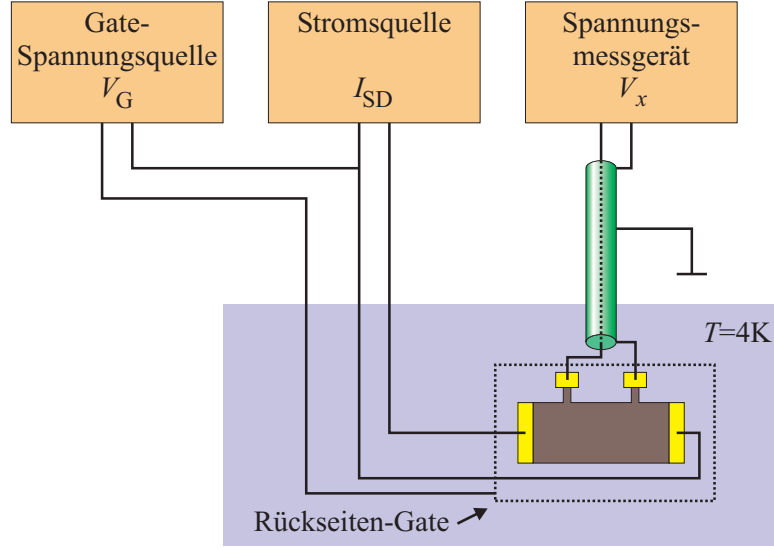 Gate-
Spannungsquelle
V_G
Stromsquelle
I_SD
Spannungs-
messgerät
V_x
T=4K
Rückseiten-Gate